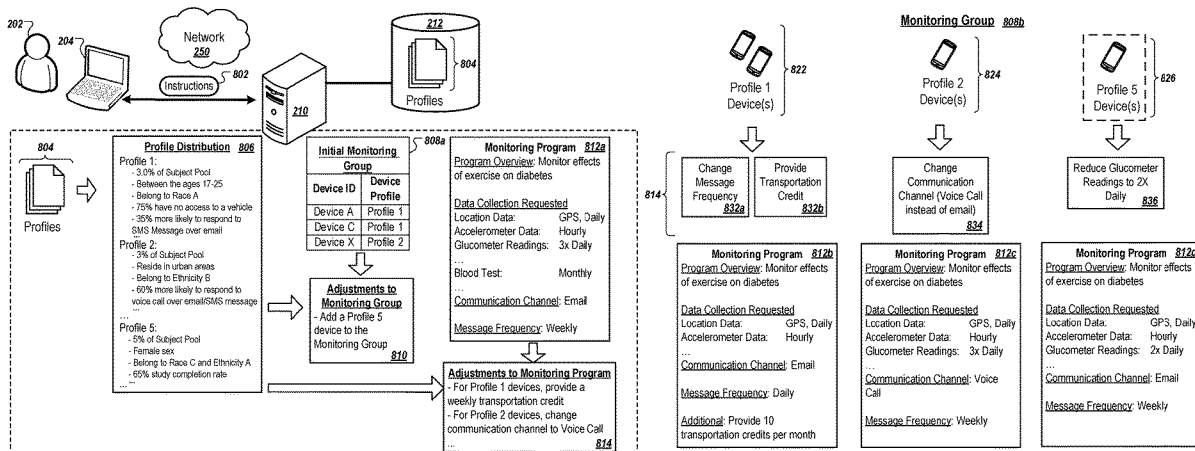 202
204
Network
250
Instructions
802
210
212
804
Profiles
804
Profiles
Profile Distribution 806
Profile 1:
- 3.0% of Subject Pool
- Between the ages 17-25
- Belong to Race A
- 75% have no access to a vehicle
- 35% more likely to respond to
SMS Message over email
Profile 2:
- 3% of Subject Pool
- Reside in urban areas
- Belong to Ethnicity B
- 60% more likely to respond to
voice call over email/SMS message
...
Profile 5:
- 5% of Subject Pool
- Female sex
- Belong to Race C and Ethnicity A
- 65% study completion rate
...
808a
Initial Monitoring
Group
Device ID Device Profile
Device A Profile 1
Device C Profile 1
Device X Profile 2
Adjustments to
Monitoring Group
- Add a Profile 5
device to the
Monitoring Group
810
Monitoring Program 812a
Program Overview: Monitor effects
of exercise on diabetes
Data Collection Requested
Location Data: GPS, Daily
Accelerometer Data: Hourly
Glucometer Readings: 3x Daily
...
Blood Test: Monthly
Communication Channel: Email
Message Frequency: Weekly
Adjustments to Monitoring Program
- For Profile 1 devices, provide a
weekly transportation credit
- For Profile 2 devices, change
communication channel to Voice Call
... 814
Monitoring Group 808b
Profile 1
Device(s)
822
Profile 2
Device(s)
824
Profile 5
Device(s)
826
814
Change
Message
Frequency
832a
Provide
Transportation
Credit
832b
Change
Communication
Channel (Voice Call
instead of email)
834
Reduce Glucometer
Readings to 2X
Daily 836
Monitoring Program 812b
Program Overview: Monitor effects
of exercise on diabetes
Data Collection Requested
Location Data: GPS, Daily
Accelerometer Data: Hourly
...
Communication Channel: Email
Message Frequency: Daily
Additional: Provide 10
transportation credits per month
Monitoring Program 812c
Program Overview: Monitor effects
of exercise on diabetes
Data Collection Requested
Location Data: GPS, Daily
Accelerometer Data: Hourly
Glucometer Readings: 3x Daily
...
Communication Channel: Voice
Call
Message Frequency: Weekly
Monitoring Program
Program Overview: Monitor effects
of exercise on diabetes
Data Collection Requested
Location Data: GPS, Daily
Accelerometer Data: Hourly
Glucometer Readings: 2x Daily
...
Communication Channel: Email
Message Frequency: Weekly